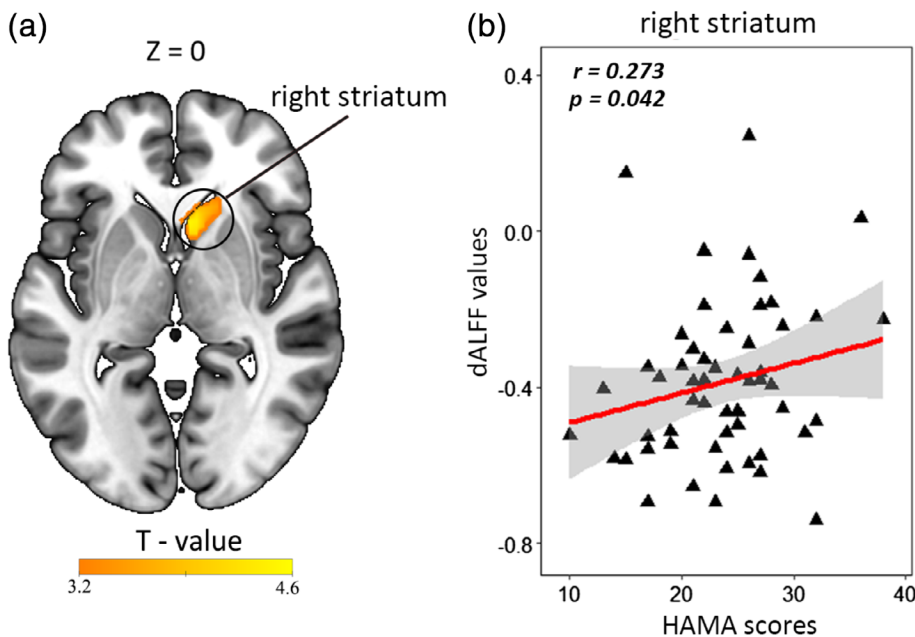 (a)
Z = 0
right striatum
T - value
3.2 4.6
(b)
right striatum
r = 0.273
p = 0.042
dALFF values
0.4
0.0
-0.4
-0.8
10 20 30 40
HAMA scores